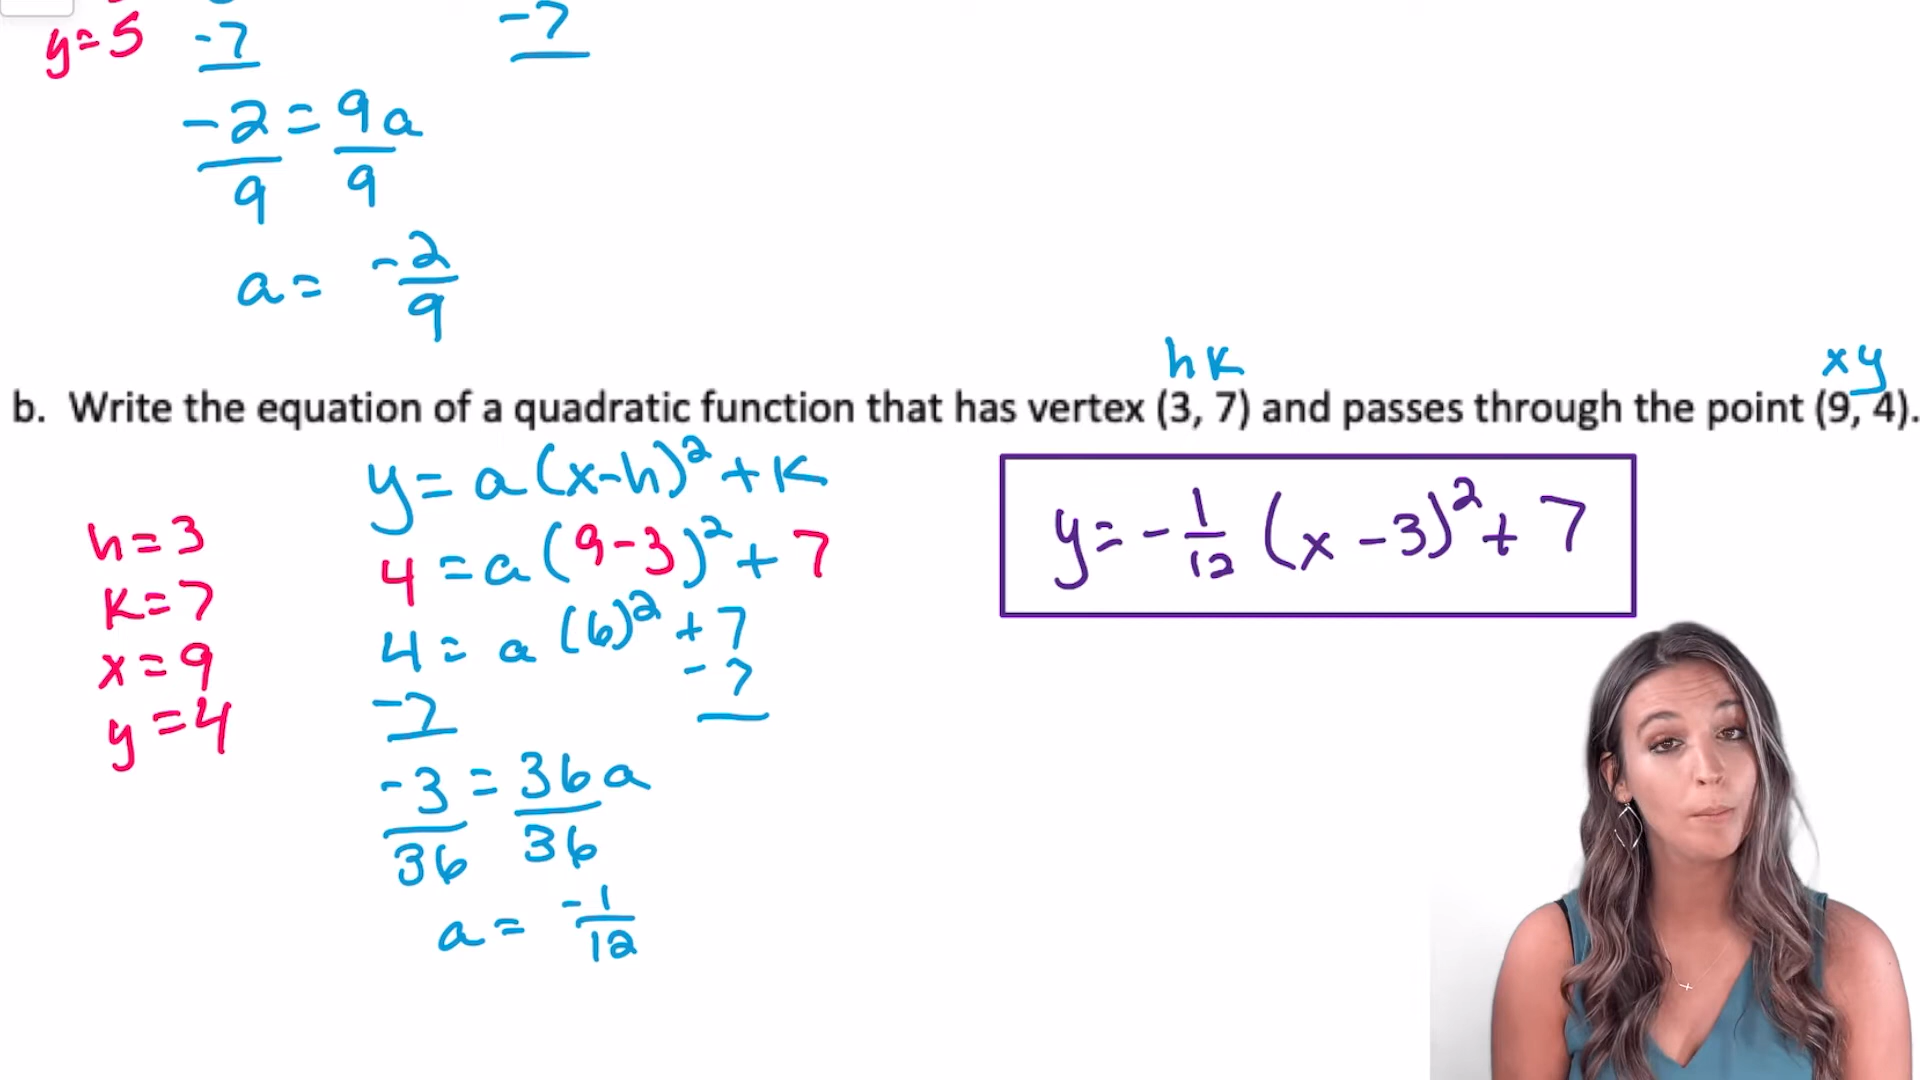 y=5 -7 -7
-2 = 9a
9 9
a= -2/9
h k x y
b. Write the equation of a quadratic function that has vertex (3, 7) and passes through the point (9, 4).
y= a(x-h)² +k
h=3
k=7
x=9
y=4
4 = a(9-3)² + 7
4 = a(6)² + 7
-7 -7
-3 = 36a
36 36
a= -1/12
y= -1/12 (x-3)² + 7